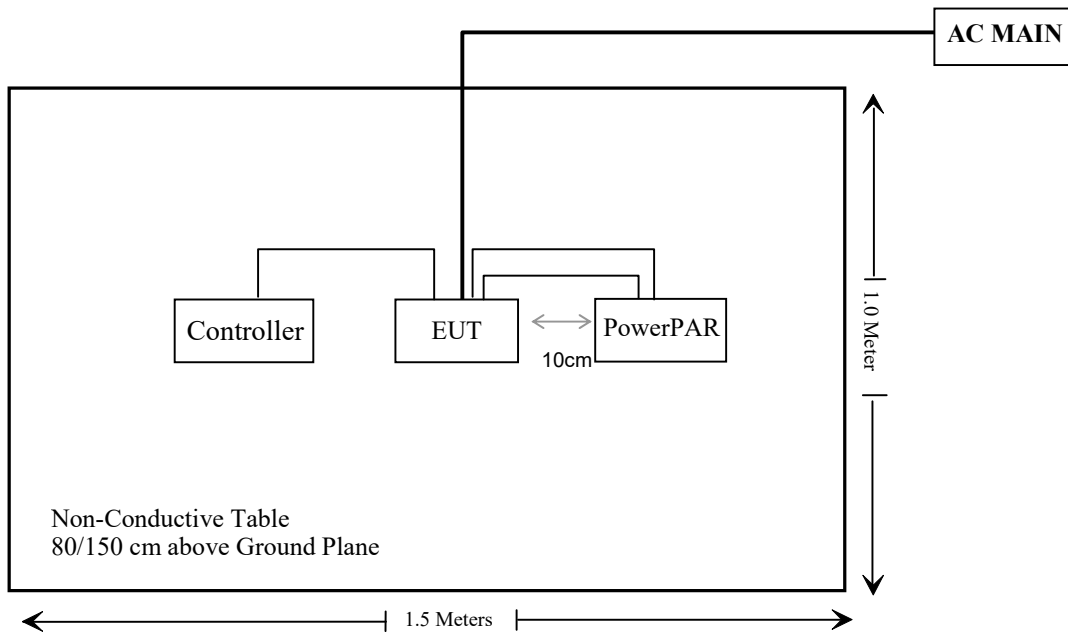 AC MAIN
Controller
EUT
PowerPAR
10cm
1.0 Meter
Non-Conductive Table
80/150 cm above Ground Plane
1.5 Meters